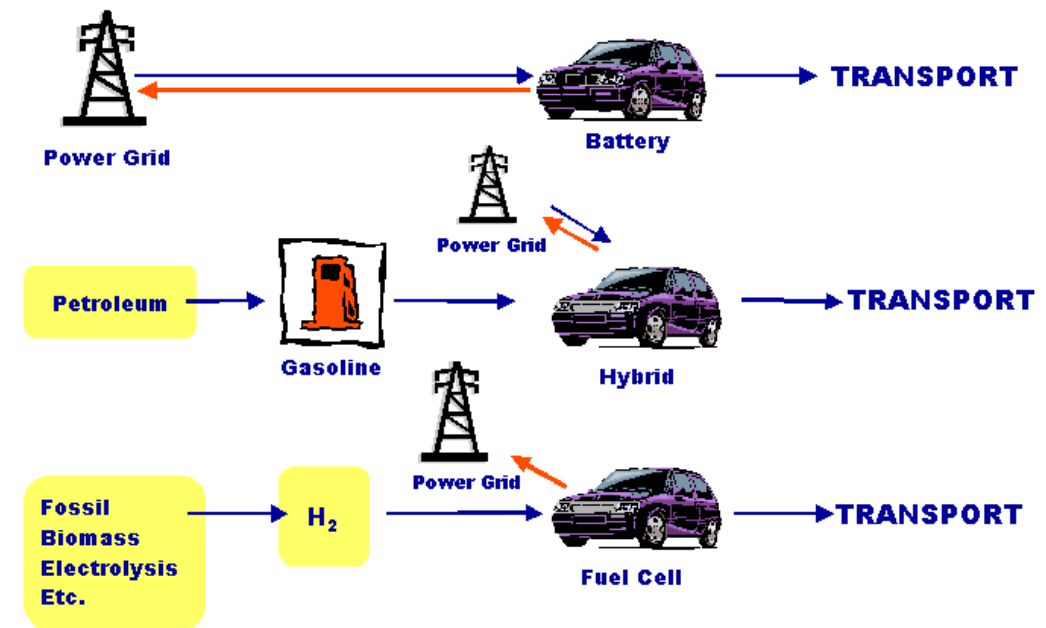 TRANSPORT
Power Grid
Battery
Power Grid
Petroleum
TRANSPORT
Gasoline
Hybrid
Power Grid
Fossil
Biomass
Electrolysis
Etc.
H₂
TRANSPORT
Fuel Cell